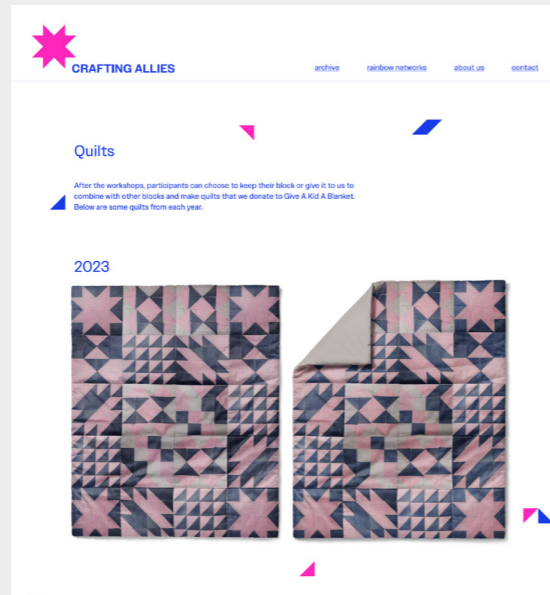 CRAFTING ALLIES
archive rainbow networks about us contact
Quilts
After the workshops, participants can choose to keep their block or give it to us to
combine with other blocks and make quilts that we donate to Give A Kid A Blanket.
Below are some quilts from each year.
2023